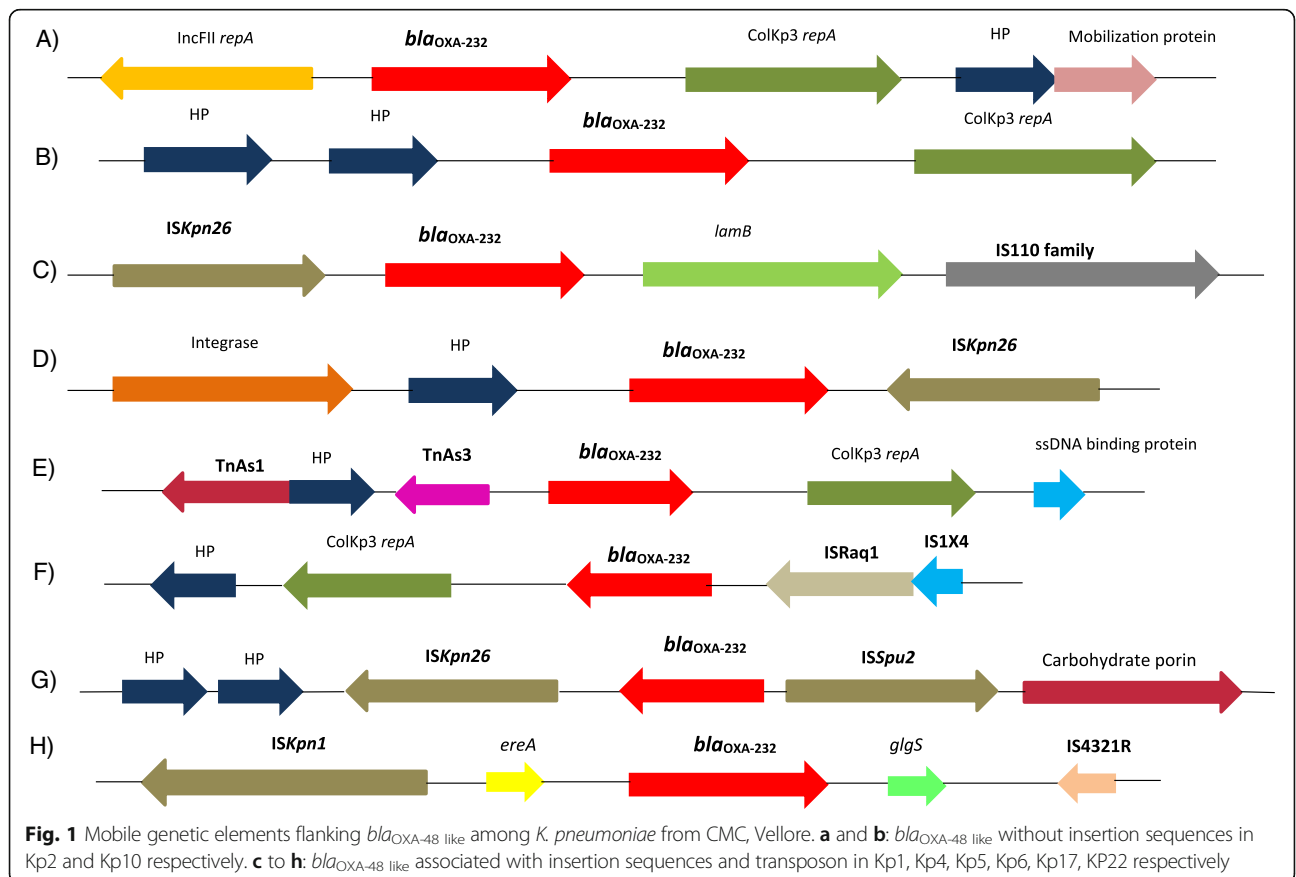 A) IncFII repA blaOXA-232 ColKp3 repA HP Mobilization protein
B) HP HP blaOXA-232 ColKp3 repA
C) ISKpn26 blaOXA-232 lamB IS110 family
D) Integrase HP blaOXA-232 ISKpn26
E) TnAs1 HP TnAs3 blaOXA-232 ColKp3 repA ssDNA binding protein
F) HP ColKp3 repA blaOXA-232 ISRaq1 IS1X4
G) HP HP ISKpn26 blaOXA-232 ISSpu2 Carbohydrate porin
H) ISKpn1 ereA blaOXA-232 glgS IS4321R
Fig. 1 Mobile genetic elements flanking blaOXA-48 like among K. pneumoniae from CMC, Vellore. a and b: blaOXA-48 like without insertion sequences in
Kp2 and Kp10 respectively. c to h: blaOXA-48 like associated with insertion sequences and transposon in Kp1, Kp4, Kp5, Kp6, Kp17, KP22 respectively